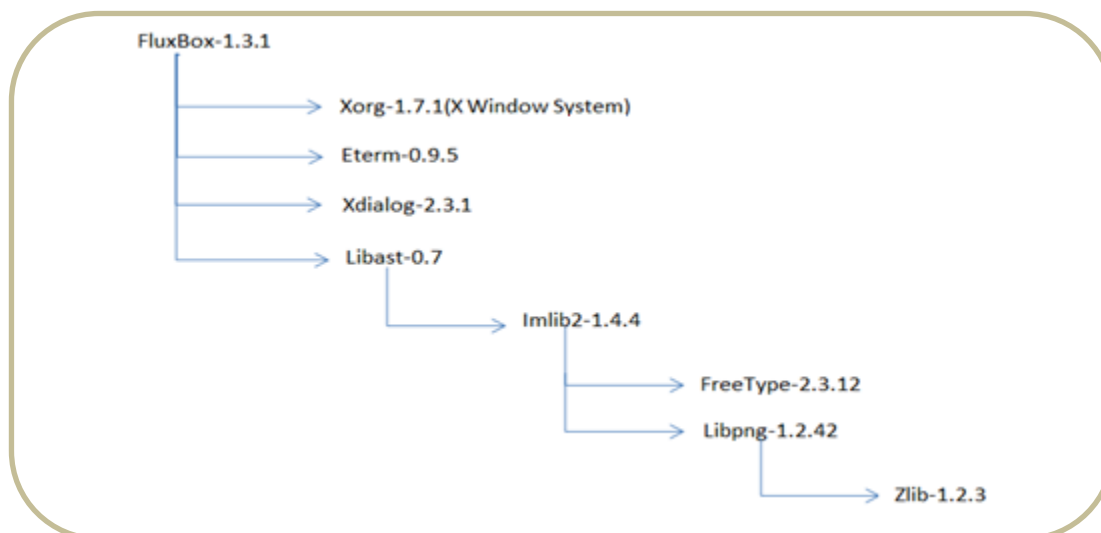 FluxBox-1.3.1
Xorg-1.7.1(X Window System)
Eterm-0.9.5
Xdialog-2.3.1
Libast-0.7
Imlib2-1.4.4
FreeType-2.3.12
Libpng-1.2.42
Zlib-1.2.3